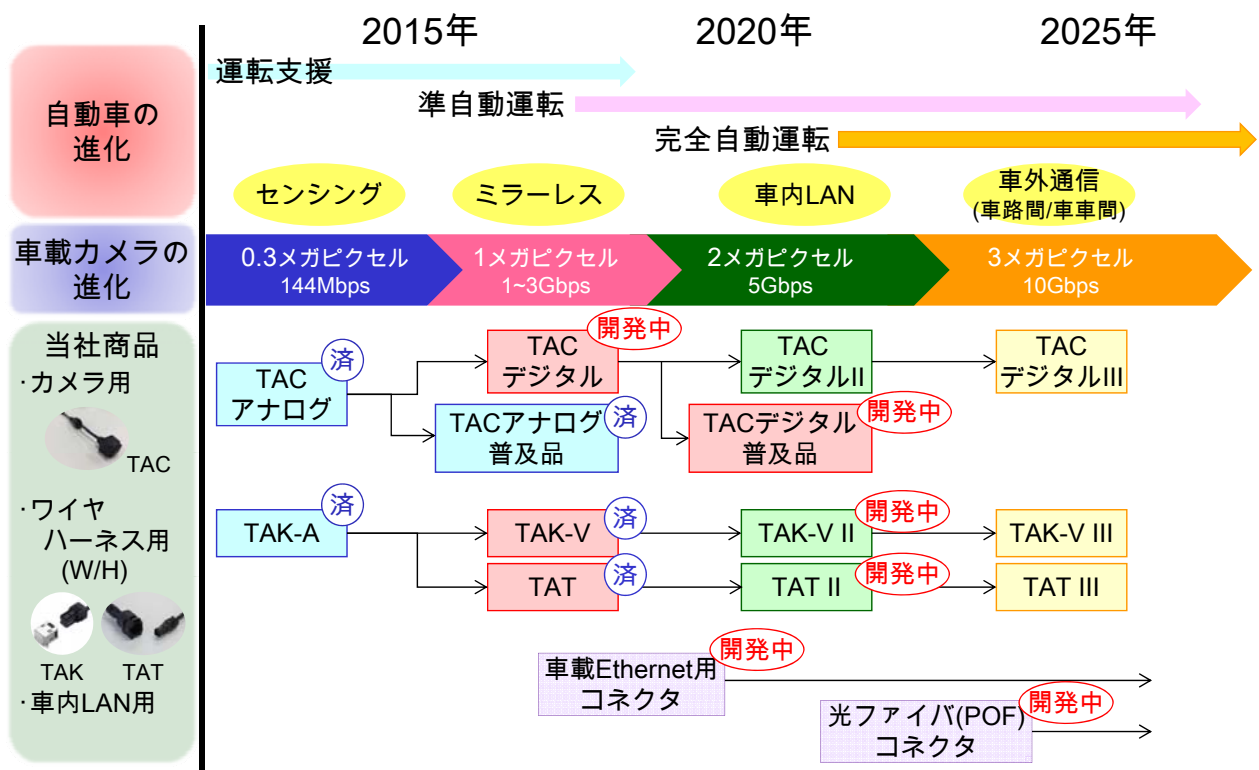 2015年
2020年
2025年
自動車の
進化
運転支援
準自動運転
完全自動運転
センシング
ミラーレス
車内LAN
車外通信
(車路間/車車間)
車載カメラの
進化
0.3メガピクセル
144Mbps
1メガピクセル
1~3Gbps
2メガピクセル
5Gbps
3メガピクセル
10Gbps
当社商品
·カメラ用
TAC
·ワイヤ
ハーネス用
(W/H)
TAK
TAT
·車内LAN用
TAC
アナログ
済
TAC
デジタル
開発中
TAC
デジタルII
TAC
デジタルIII
TACアナログ
普及品
済
TACデジタル
普及品
開発中
TAK-A
済
TAK-V
済
TAK-V II
開発中
TAK-V III
TAT
済
TAT II
開発中
TAT III
車載Ethernet用
コネクタ
開発中
光ファイバ(POF)
コネクタ
開発中